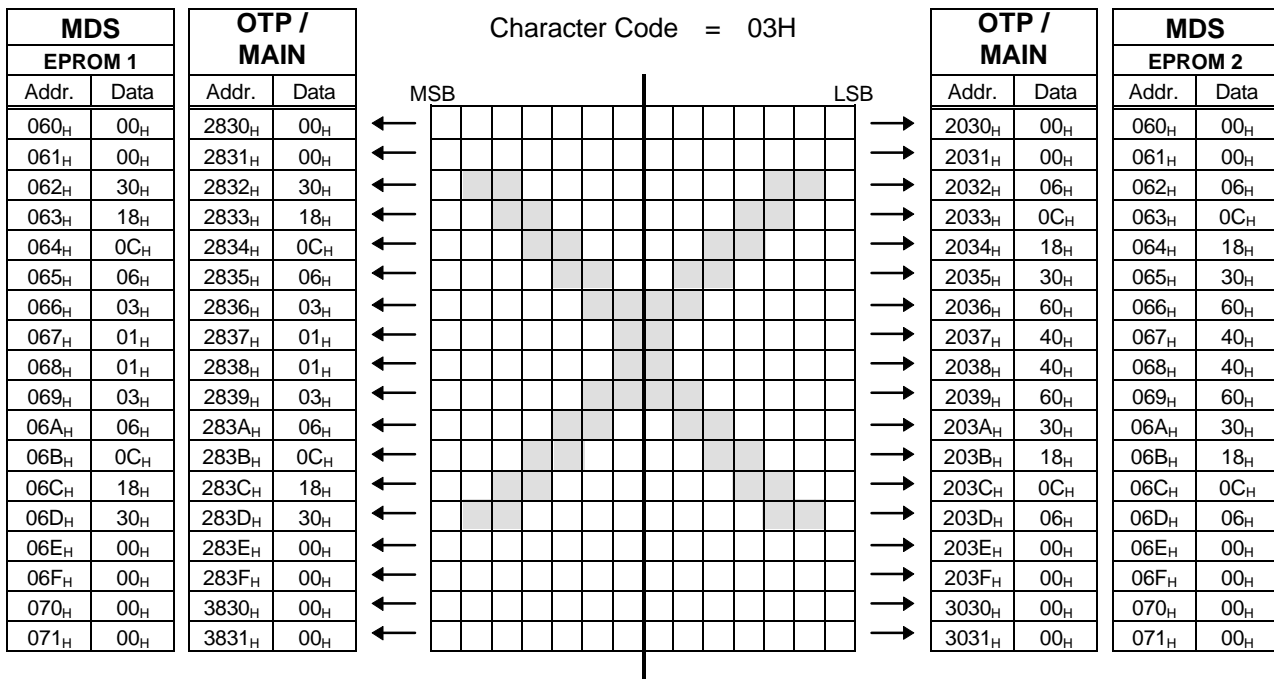 MDS OTP / MAIN Character Code = 03H OTP / MAIN MDS
EPROM 1 EPROM 2
Addr. Data Addr. Data MSB LSB Addr. Data Addr. Data
060H 00H 2830H 00H 2030H 00H 060H 00H
061H 00H 2831H 00H 2031H 00H 061H 00H
062H 30H 2832H 30H 2032H 06H 062H 06H
063H 18H 2833H 18H 2033H 0CH 063H 0CH
064H 0CH 2834H 0CH 2034H 18H 064H 18H
065H 06H 2835H 06H 2035H 30H 065H 30H
066H 03H 2836H 03H 2036H 60H 066H 60H
067H 01H 2837H 01H 2037H 40H 067H 40H
068H 01H 2838H 01H 2038H 40H 068H 40H
069H 03H 2839H 03H 2039H 60H 069H 60H
06AH 06H 283AH 06H 203AH 30H 06AH 30H
06BH 0CH 283BH 0CH 203BH 18H 06BH 18H
06CH 18H 283CH 18H 203CH 0CH 06CH 0CH
06DH 30H 283DH 30H 203DH 06H 06DH 06H
06EH 00H 283EH 00H 203EH 00H 06EH 00H
06FH 00H 283FH 00H 203FH 00H 06FH 00H
070H 00H 3830H 00H 3030H 00H 070H 00H
071H 00H 3831H 00H 3031H 00H 071H 00H